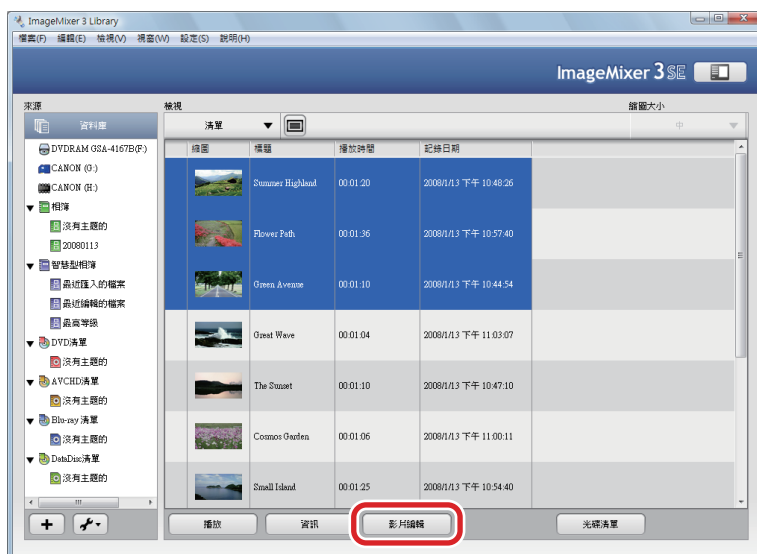 ImageMixer 3 Library
檔案(F) 編輯(E) 檢視(V) 視窗(W) 設定(S) 說明(H)
ImageMixer 3 SE
來源 檢視 縮圖大小
資料庫 清單 中
縮圖 標題 播放時間 記錄日期
DVDRAM GSA-4167B(F:)
CANON (G:)
CANON (H:)
相簿
沒有主題的
20080113
智慧型相簿
最近匯入的檔案
最近編輯的檔案
最高等級
DVD清單
沒有主題的
AVCHD清單
沒有主題的
Blu-ray 清單
沒有主題的
DataDisc清單
沒有主題的
Summer Highland 00:01:20 2008/1/13 下午 10:48:26
Flower Path 00:01:36 2008/1/13 下午 10:57:40
Green Avenue 00:01:10 2008/1/13 下午 10:44:54
Great Wave 00:01:04 2008/1/13 下午 11:03:07
The Sunset 00:01:10 2008/1/13 下午 10:47:10
Cosmos Garden 00:01:06 2008/1/13 下午 11:00:11
Small Island 00:01:25 2008/1/13 下午 10:54:40
播放 資訊 影片編輯 光碟清單